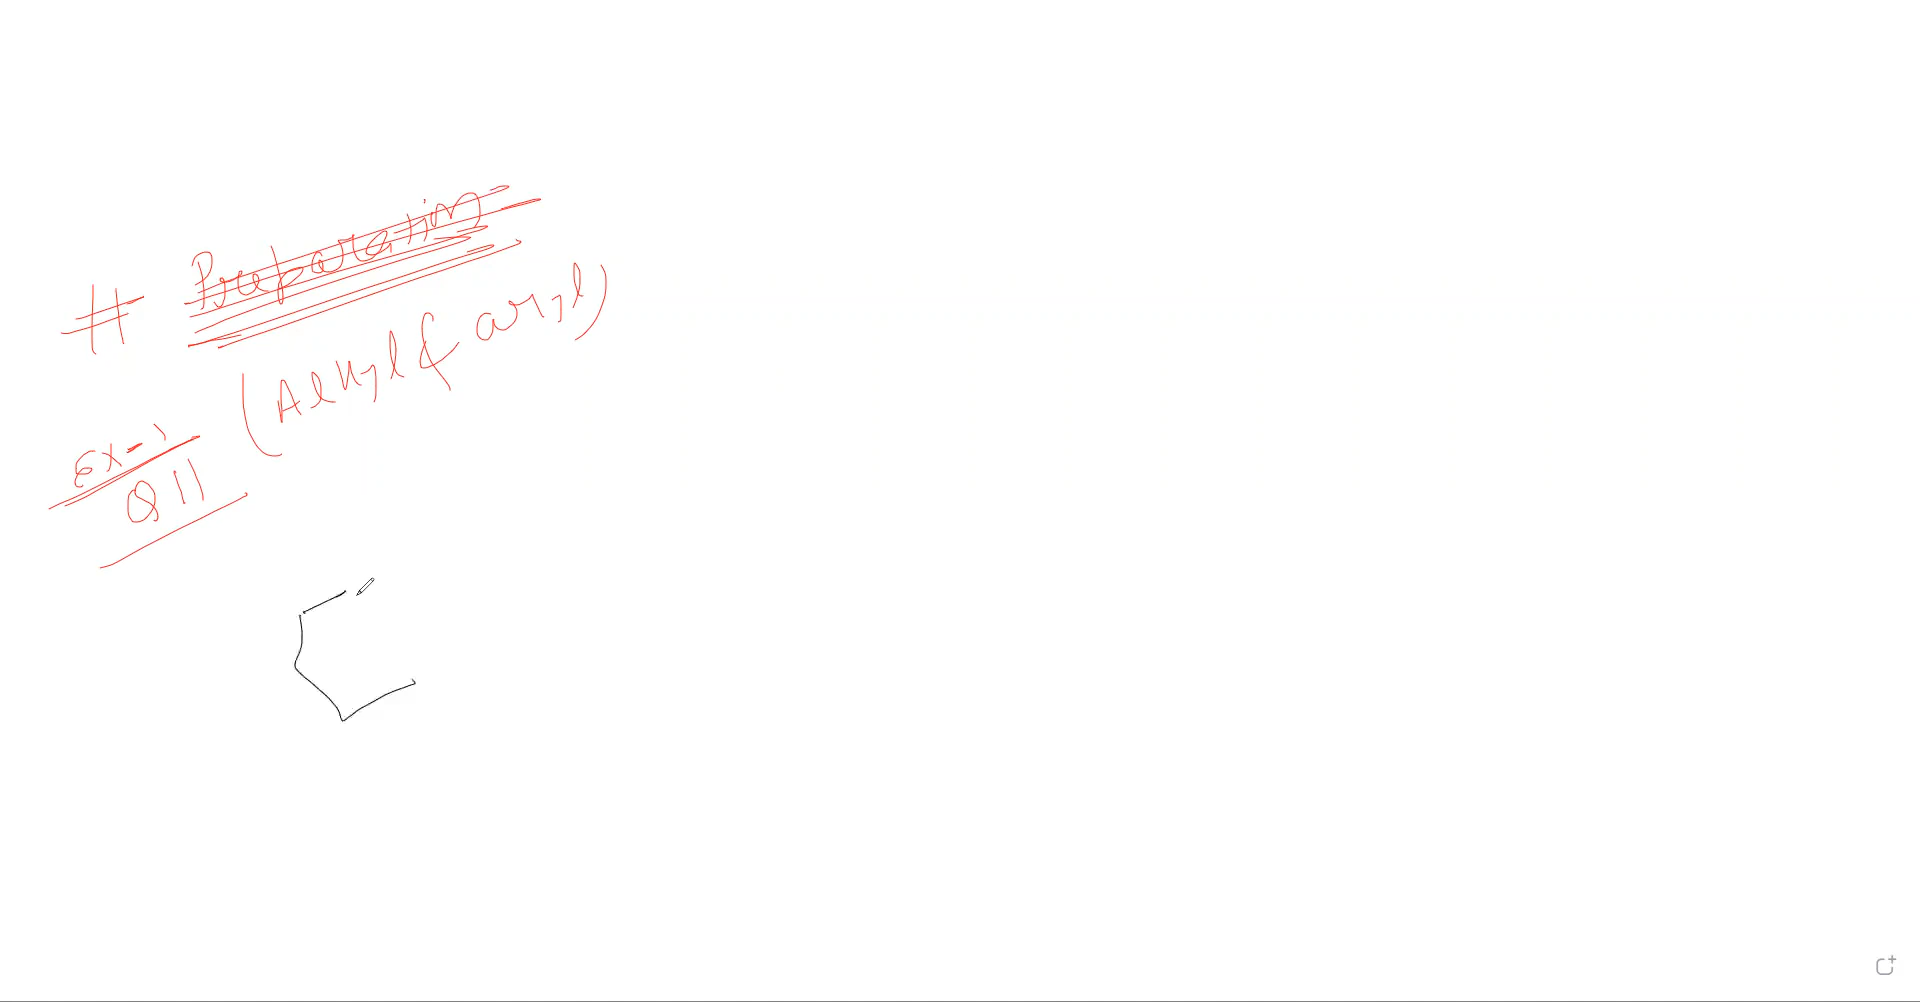 # Preparation
(Alkyl & aryl)
Ex-1
Q11